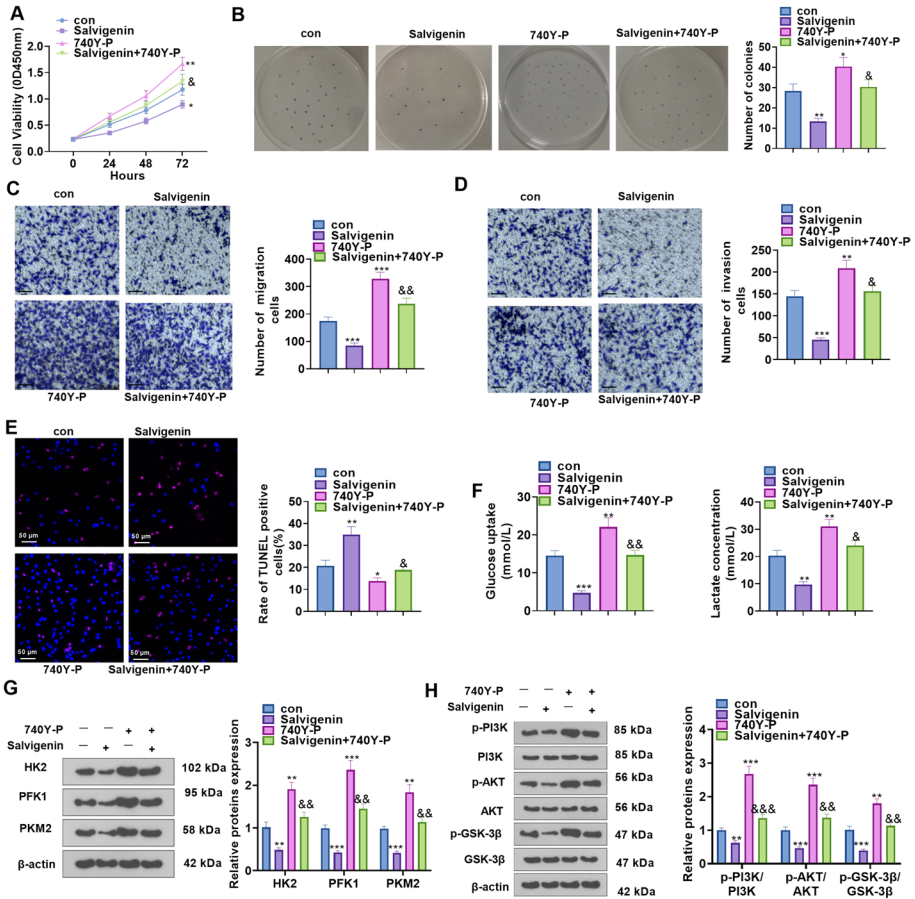 A
con
Salvigenin
740Y-P
Salvigenin+740Y-P
Cell Viability (OD450nm)
2.0
1.5
1.0
0.5
0.0
**
&
*
0 24 48 72
Hours
B
con Salvigenin 740Y-P Salvigenin+740Y-P
con
Salvigenin
740Y-P
Salvigenin+740Y-P
Number of colonies
50
40
30
20
10
0
** * &
C
con Salvigenin
740Y-P Salvigenin+740Y-P
con
Salvigenin
740Y-P
Salvigenin+740Y-P
Number of migration
cells
400
300
200
100
0
*** *** &&
D
con Salvigenin
740Y-P Salvigenin+740Y-P
con
Salvigenin
740Y-P
Salvigenin+740Y-P
Number of invasion
cells
250
200
150
100
50
0
*** ** &
E
con Salvigenin
50 μm 50 μm
50 μm 50 μm
740Y-P Salvigenin+740Y-P
con
Salvigenin
740Y-P
Salvigenin+740Y-P
Rate of TUNEL positive
cells(%)
50
40
30
20
10
0
** * &
F
con
Salvigenin
740Y-P
Salvigenin+740Y-P
Glucose uptake
(mmol/L)
30
20
10
0
*** ** &&
con
Salvigenin
740Y-P
Salvigenin+740Y-P
Lactate concentration
(mmol/L)
40
30
20
10
0
** ** &
G
740Y-P — — + +
Salvigenin — + — +
HK2 102 kDa
PFK1 95 kDa
PKM2 58 kDa
β-actin 42 kDa
con
Salvigenin
740Y-P
Salvigenin+740Y-P
Relative proteins expression
3
2
1
0
** ** &&
*** *** &&
*** ** &&
HK2 PFK1 PKM2
H
740Y-P — — + +
Salvigenin — + — +
p-PI3K 85 kDa
PI3K 85 kDa
p-AKT 56 kDa
AKT 56 kDa
p-GSK-3β 47 kDa
GSK-3β 47 kDa
β-actin 42 kDa
con
Salvigenin
740Y-P
Salvigenin+740Y-P
Relative proteins expression
4
3
2
1
0
** *** &&&
*** *** &&
*** ** &&
p-PI3K/
PI3K
p-AKT/
AKT
p-GSK-3β/
GSK-3β